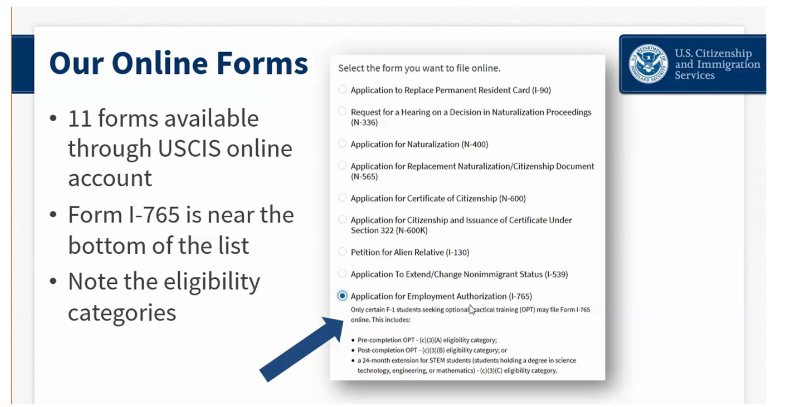 Our Online Forms
• 11 forms available
through USCIS online
account
• Form I-765 is near the
bottom of the list
• Note the eligibility
categories
Select the form you want to file online.
Application to Replace Permanent Resident Card (I-90)
Request for a Hearing on a Decision in Naturalization Proceedings
(N-336)
Application for Naturalization (N-400)
Application for Replacement Naturalization/Citizenship Document
(N-565)
Application for Certificate of Citizenship (N-600)
Application for Citizenship and Issuance of Certificate Under
Section 322 (N-600K)
Petition for Alien Relative (I-130)
Application To Extend/Change Nonimmigrant Status (I-539)
Application for Employment Authorization (I-765)
Only certain F-1 students seeking optional practical training (OPT) may file Form I-765
online. This includes:
• Pre-completion OPT - (c)(3)(A) eligibility category;
• Post-completion OPT - (c)(3)(B) eligibility category; or
• a 24-month extension for STEM students (students holding a degree in science
technology, engineering, or mathematics) - (c)(3)(C) eligibility category.
U.S. Citizenship
and Immigration
Services